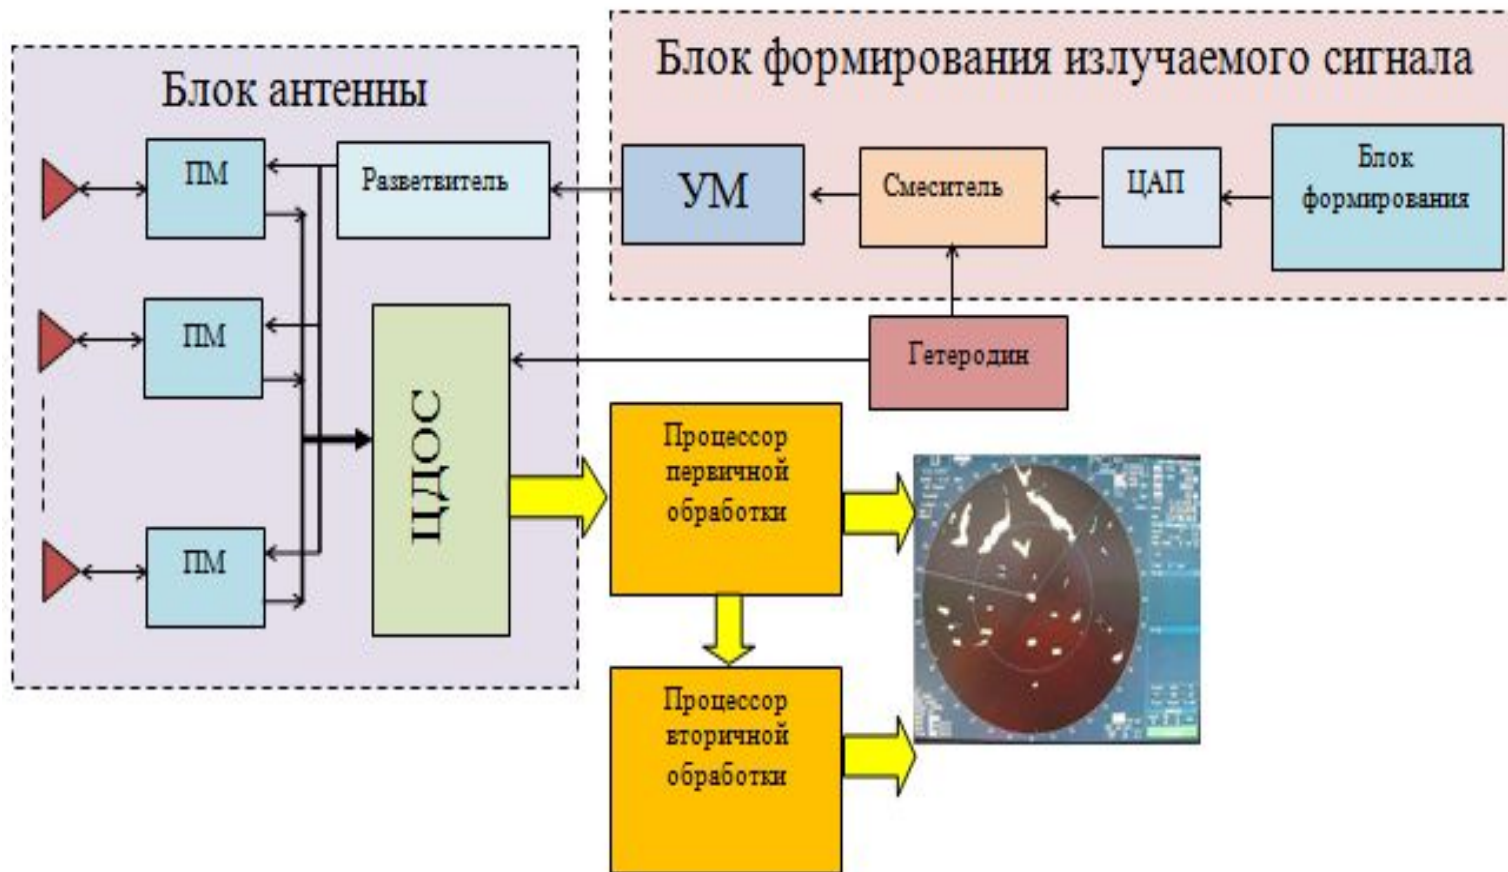 Блок антенны
Блок формирования излучаемого сигнала
ПМ
Разветвитель
УМ
Смеситель
ЦАП
Блок
формирования
ПМ
ЦДОС
Гетеродин
ПМ
Процессор
первичной
обработки
Процессор
вторичной
обработки